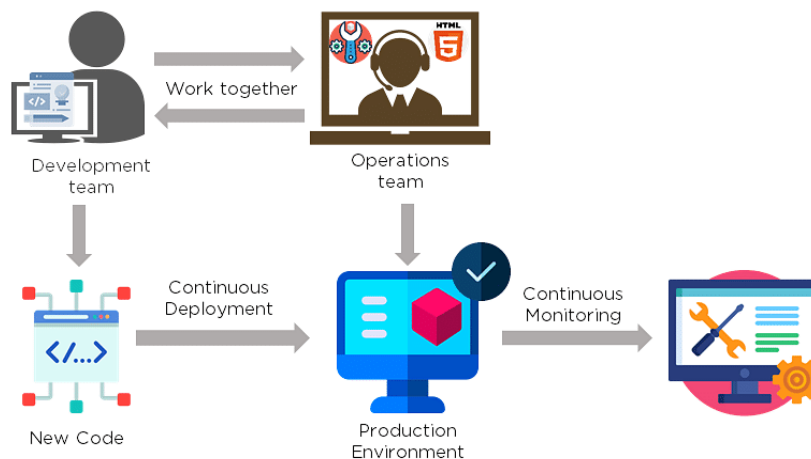 HTML
5
Work together
Development
team
Operations
team
</>
Continuous
Deployment
Continuous
Monitoring
</...>
New Code
Production
Environment